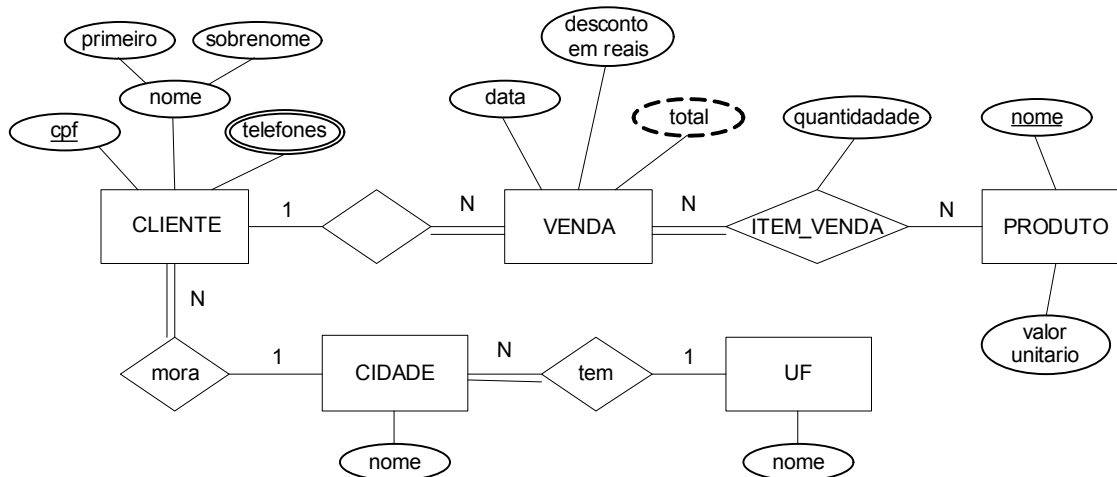 primeiro
sobrenome
desconto
em reais
nome
data
total
quantidadade
nome
cpf
telefones
CLIENTE
1
N
VENDA
N
ITEM_VENDA
N
PRODUTO
N
mora
1
CIDADE
N
tem
1
UF
valor
unitario
nome
nome